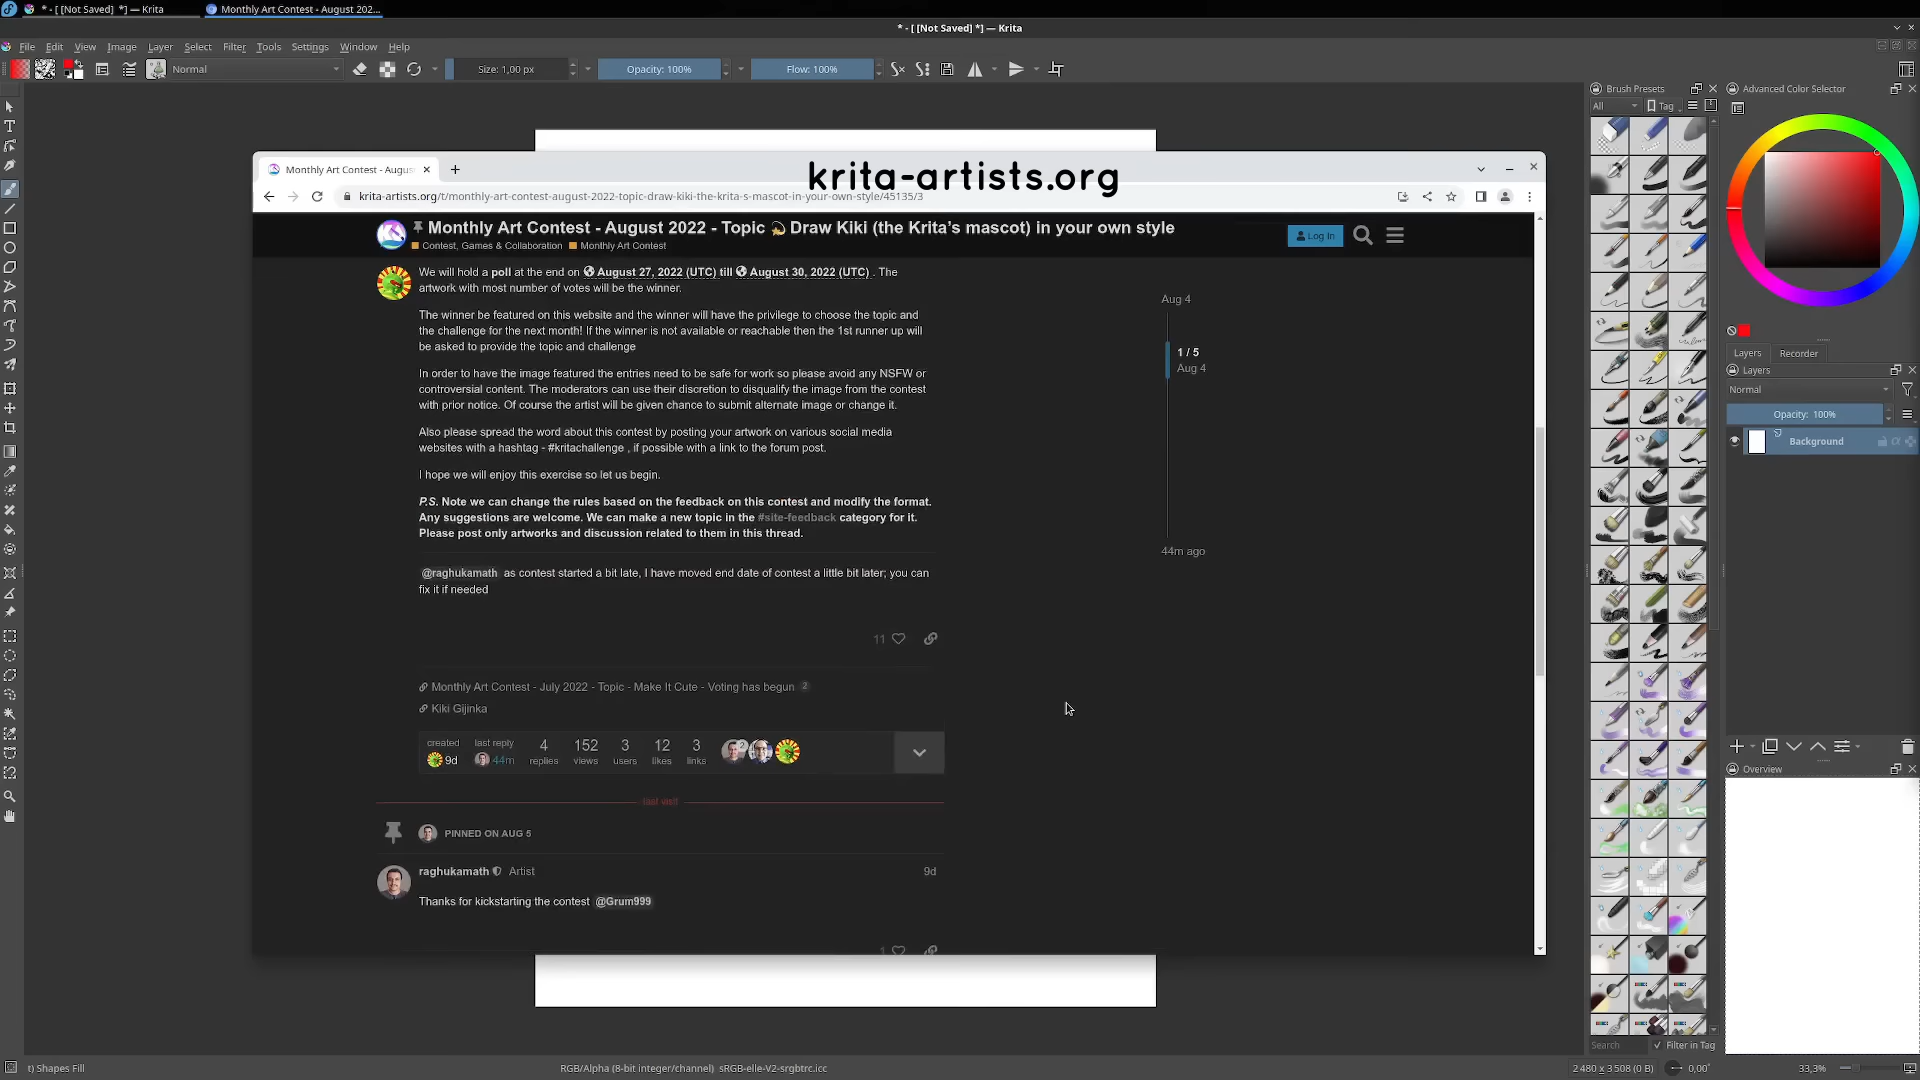 * - [ [Not Saved] *] — Krita
Monthly Art Contest - August 202...
* - [ [Not Saved] *] — Krita
File Edit View Image Layer Select Filter Tools Settings Window Help
Normal
Size: 1,00 px
Opacity: 100%
Flow: 100%
Brush Presets
Advanced Color Selector
All
Tag
Monthly Art Contest - Augus
krita-artists.org
krita-artists.org/t/monthly-art-contest-august-2022-topic-draw-kiki-the-krita-s-mascot-in-your-own-style/45135/3
Monthly Art Contest - August 2022 - Topic 💫 Draw Kiki (the Krita's mascot) in your own style
Contest, Games & Collaboration Monthly Art Contest
Log In
We will hold a poll at the end on August 27, 2022 (UTC) till August 30, 2022 (UTC) . The
artwork with most number of votes will be the winner.
The winner be featured on this website and the winner will have the privilege to choose the topic and
the challenge for the next month! If the winner is not available or reachable then the 1st runner up will
be asked to provide the topic and challenge
In order to have the image featured the entries need to be safe for work so please avoid any NSFW or
controversial content. The moderators can use their discretion to disqualify the image from the contest
with prior notice. Of course the artist will be given chance to submit alternate image or change it.
Also please spread the word about this contest by posting your artwork on various social media
websites with a hashtag - #kritachallenge , if possible with a link to the forum post.
I hope we will enjoy this exercise so let us begin.
P.S. Note we can change the rules based on the feedback on this contest and modify the format.
Any suggestions are welcome. We can make a new topic in the #site-feedback category for it.
Please post only artworks and discussion related to them in this thread.
@raghukamath as contest started a bit late, I have moved end date of contest a little bit later; you can
fix it if needed
11
Monthly Art Contest - July 2022 - Topic - Make It Cute - Voting has begun 2
Kiki Gijinka
created last reply 4 152 3 12 3 2
9d 44m replies views users likes links
last visit
PINNED ON AUG 5
raghukamath Artist 9d
Thanks for kickstarting the contest @Grum999
1
Aug 4
1 / 5
Aug 4
44m ago
Layers Recorder
Layers
Normal
Opacity: 100%
Background
Overview
Search
Filter in Tag
t) Shapes Fill
RGB/Alpha (8-bit integer/channel) sRGB-elle-V2-srgbtrc.icc
2 480 x 3 508 (0 B)
0,00°
33,3%